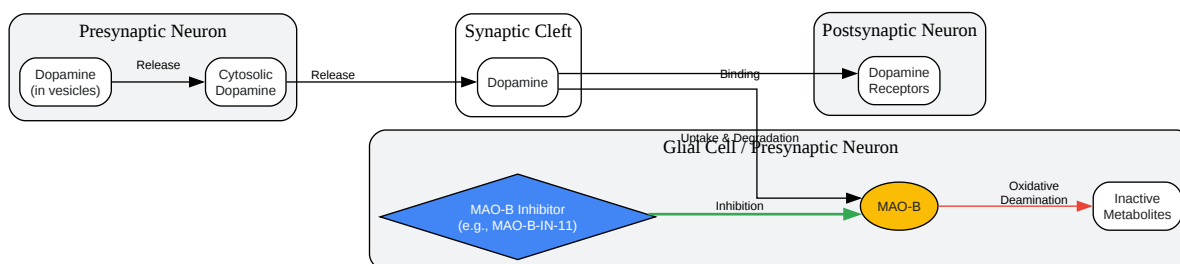 Presynaptic Neuron
Dopamine
(in vesicles)
Release
Cytosolic
Dopamine
Release
Synaptic Cleft
Dopamine
Binding
Postsynaptic Neuron
Dopamine
Receptors
Uptake & Degradation
Glial Cell / Presynaptic Neuron
MAO-B Inhibitor
(e.g., MAO-B-IN-11)
Inhibition
MAO-B
Oxidative
Deamination
Inactive
Metabolites